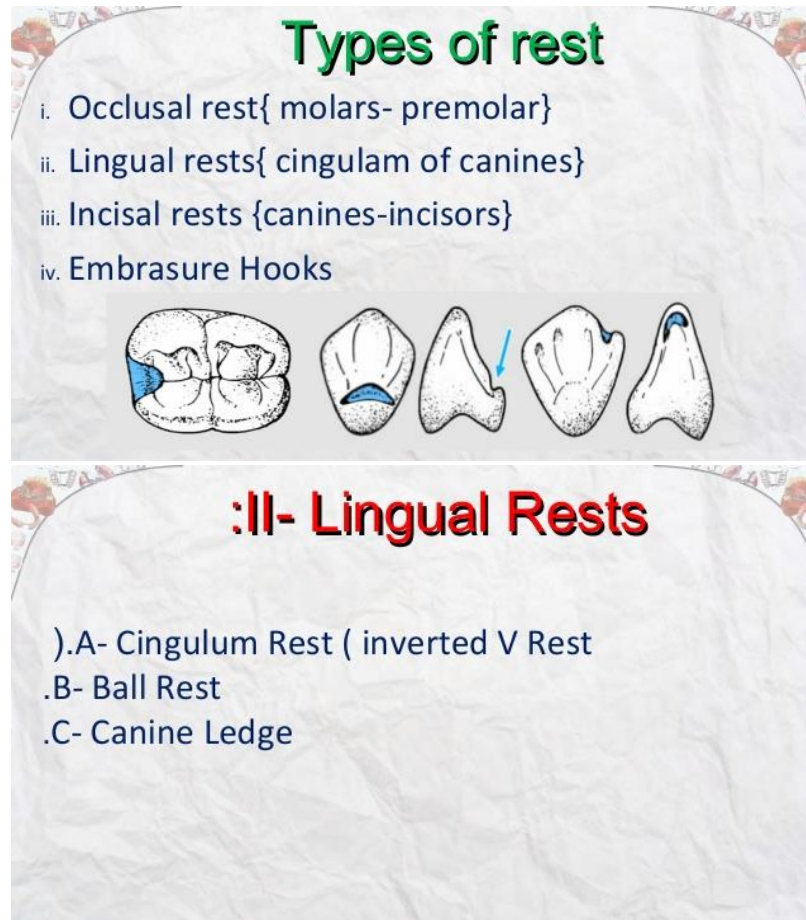 Types of rest
i. Occlusal rest{ molars- premolar}
ii. Lingual rests{ cingulam of canines}
iii. Incisal rests {canines-incisors}
iv. Embrasure Hooks
:II- Lingual Rests
).A- Cingulum Rest ( inverted V Rest
.B- Ball Rest
.C- Canine Ledge